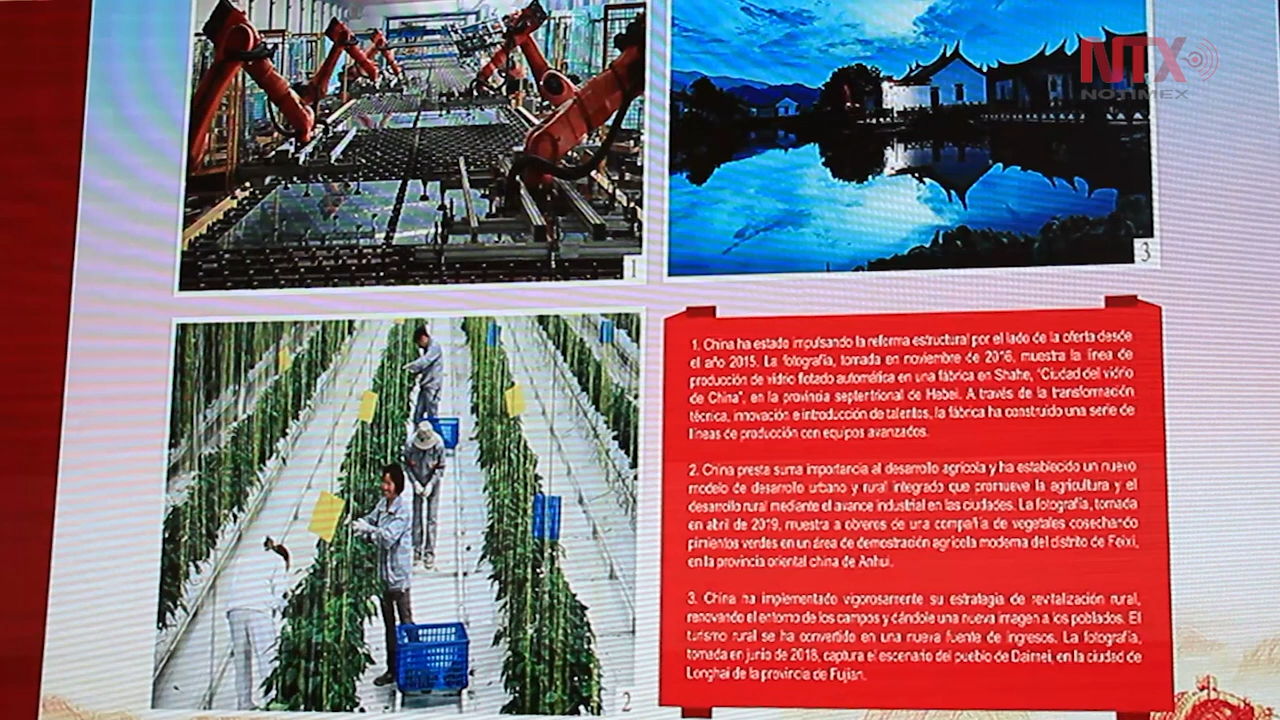 NTX
NOTIMEX
1
3
2
1. China ha estado impulsando la reforma estructural por el lado de la oferta desde
el año 2015. La fotografía, tomada en noviembre de 2016, muestra la línea de
producción de vidrio flotado automática en una fábrica en Shahe, "Ciudad del vidrio
de China", en la provincia septentrional de Hebei. A través de la transformación
técnica, innovación e introducción de talentos, la fábrica ha construido una serie de
líneas de producción con equipos avanzados.
2. China presta suma importancia al desarrollo agrícola y ha establecido un nuevo
modelo de desarrollo urbano y rural integrado que promueve la agricultura y el
desarrollo rural mediante el avance industrial en las ciudades. La fotografía, tomada
en abril de 2019, muestra a obreros de una compañía de vegetales cosechando
pimientos verdes en un área de demostración agrícola moderna del distrito de Feixi,
en la provincia oriental china de Anhui.
3. China ha implementado vigorosamente su estrategia de revitalización rural,
renovando el entorno de los campos y dándole una nueva imagen a los poblados. El
turismo rural se ha convertido en una nueva fuente de ingresos. La fotografía,
tomada en junio de 2018, captura el escenario del pueblo de Daimei, en la ciudad de
Longhai de la provincia de Fujian.